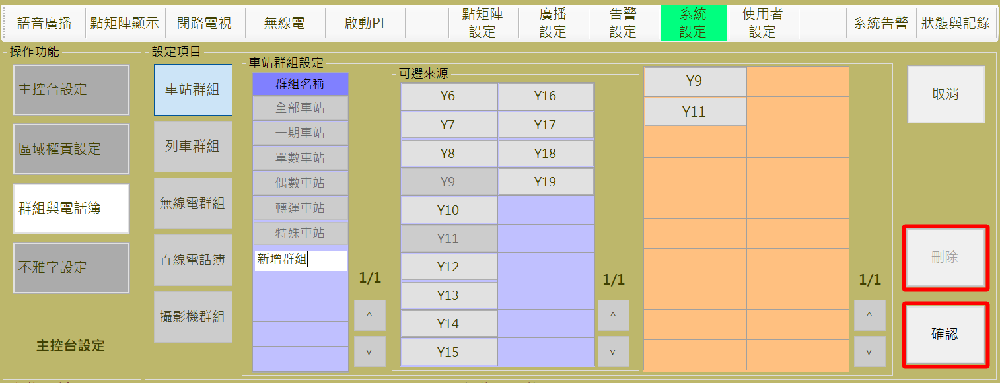 語音廣播
點矩陣顯示
閉路電視
無線電
啟動PI
點矩陣
設定
廣播
設定
告警
設定
系統
設定
使用者
設定
系統告警
狀態與記錄
操作功能
主控台設定
區域權責設定
群組與電話簿
不雅字設定
主控台設定
設定項目
車站群組
列車群組
無線電群組
直線電話簿
攝影機群組
車站群組設定
群組名稱
全部車站
一期車站
單數車站
偶數車站
轉運車站
特殊車站
新增群組
1/1
^
v
可選來源
Y6
Y16
Y7
Y17
Y8
Y18
Y9
Y19
Y10
Y11
Y12
Y13
Y14
Y15
1/1
^
v
Y9
Y11
1/1
^
v
取消
刪除
確認